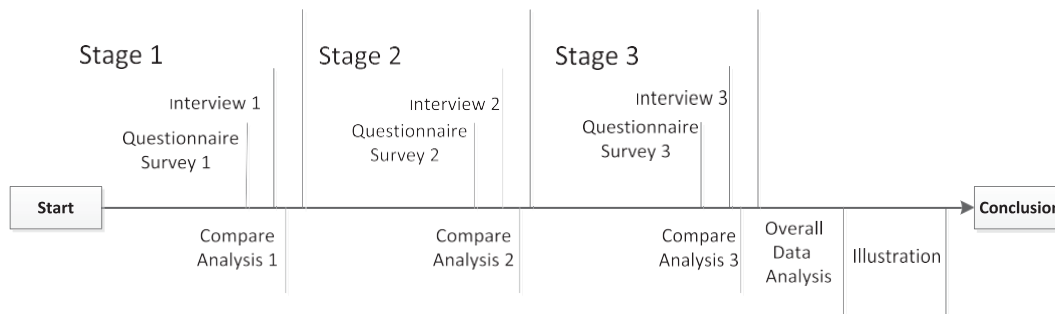 Stage 1
Stage 2
Stage 3
Interview 1
Interview 2
Interview 3
Questionnaire
Survey 1
Questionnaire
Survey 2
Questionnaire
Survey 3
Start
Conclusion
Compare
Analysis 1
Compare
Analysis 2
Compare
Analysis 3
Overall
Data
Analysis
Illustration